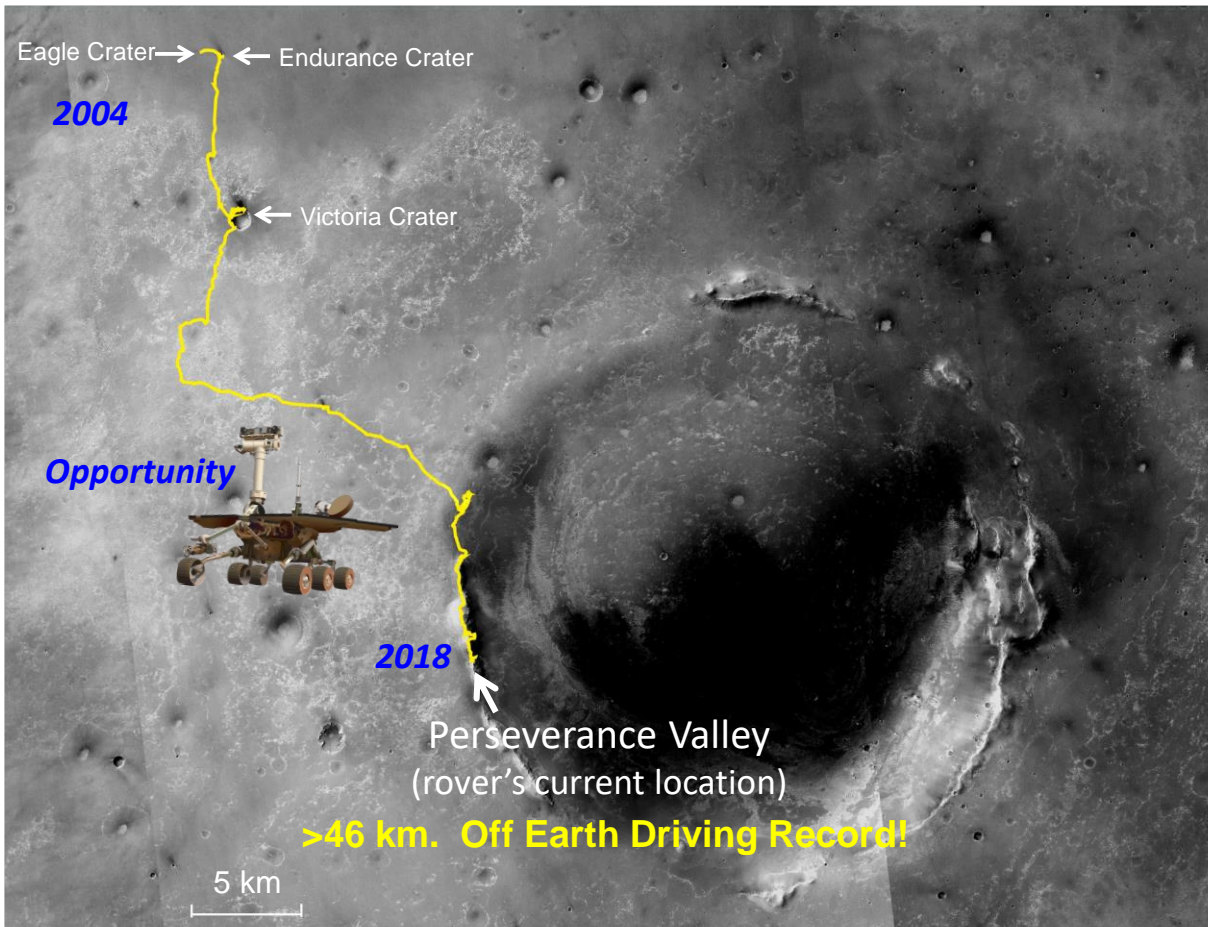 Eagle Crater
Endurance Crater
2004
Victoria Crater
Opportunity
2018
Perseverance Valley
(rover's current location)
>46 km.  Off Earth Driving Record!
5 km